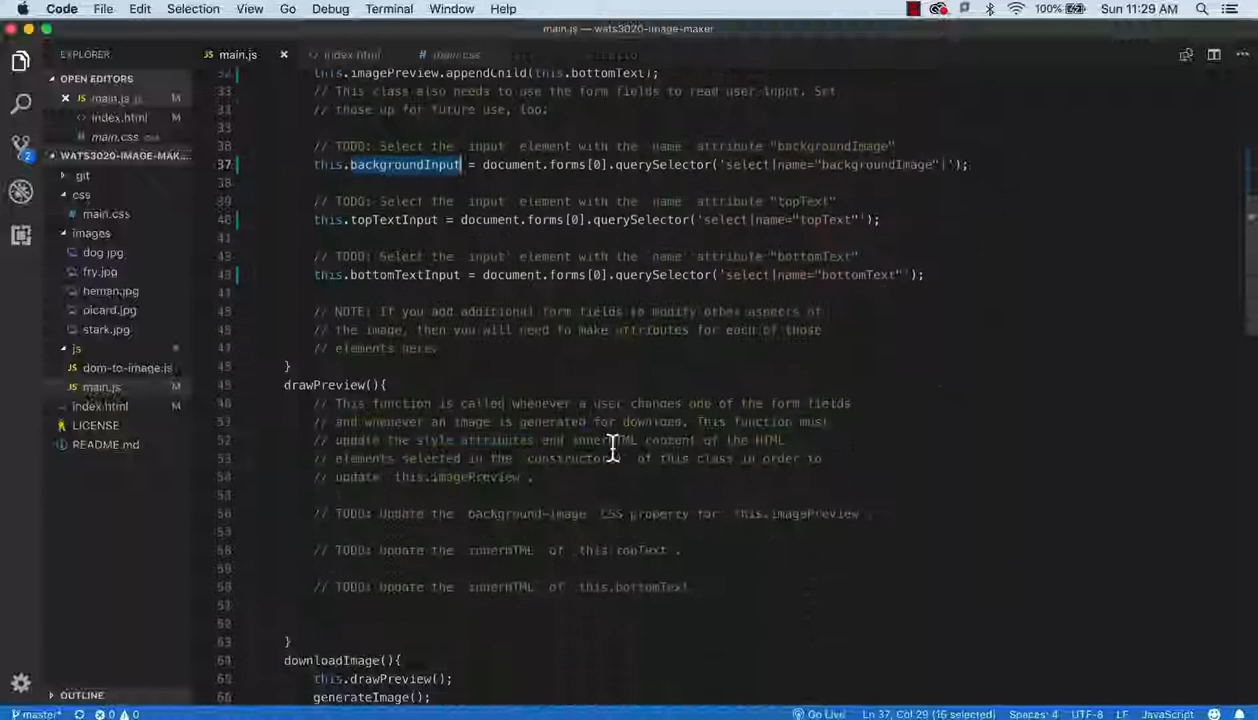 Code File Edit Selection View Go Debug Terminal Window Help 100% Sun 11:29 AM
main.js — wats3020-image-maker
EXPLORER
JS main.js
index.html
# main.css
OPEN EDITORS
JS main.js M
<> index.html M
# main.css
WATS3020-IMAGE-MAK...
git
css
# main.css
images
dog.jpg
fry.jpg
heman.jpg
picard.jpg
stark.jpg
js
JS dom-to-image.js
JS main.js M
<> index.html
LICENSE
README.md
OUTLINE
this.imagePreview.appendChild(this.bottomText);
// This class also needs to use the form fields to read user input. Set
// those up for future use, too:
// TODO: Select the input element with the name attribute "backgroundImage"
37 this.backgroundInput = document.forms[0].querySelector('select|name="backgroundImage"|');
// TODO: Select the input element with the name attribute "topText"
this.topTextInput = document.forms[0].querySelector('select|name="topText"');
// TODO: Select the input element with the name attribute "bottomText"
this.bottomTextInput = document.forms[0].querySelector('select|name="bottomText"');
// NOTE: If you add additional form fields to modify other aspects of
// the image, then you will need to make attributes for each of those
// elements here.
}
drawPreview(){
// This function is called whenever a user changes one of the form fields
// and whenever an image is generated for download. This function must
// update the style attributes and innerHTML content of the HTML
// elements selected in the constructor of this class in order to
// update this.imagePreview .
// TODO: Update the background-image CSS property for this.imagePreview .
// TODO: Update the innerHTML of this.topText .
// TODO: Update the innerHTML of this.bottomText
}
downloadImage(){
this.drawPreview();
generateImage();
master* 0 0 Go Live Ln 37, Col 29 (15 selected) Spaces: 4 UTF-8 LF JavaScript